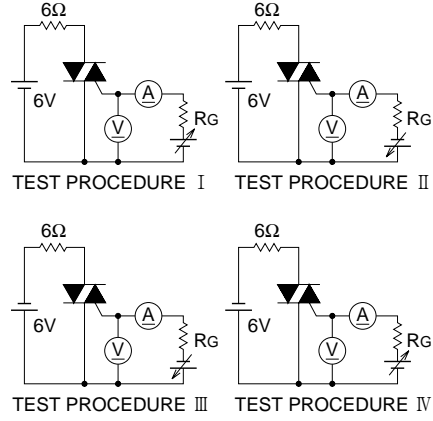 6Ω 6Ω
A A
6V V RG 6V V RG
TEST PROCEDURE Ⅰ TEST PROCEDURE Ⅱ
6Ω 6Ω
A A
6V V RG 6V V RG
TEST PROCEDURE Ⅲ TEST PROCEDURE Ⅳ